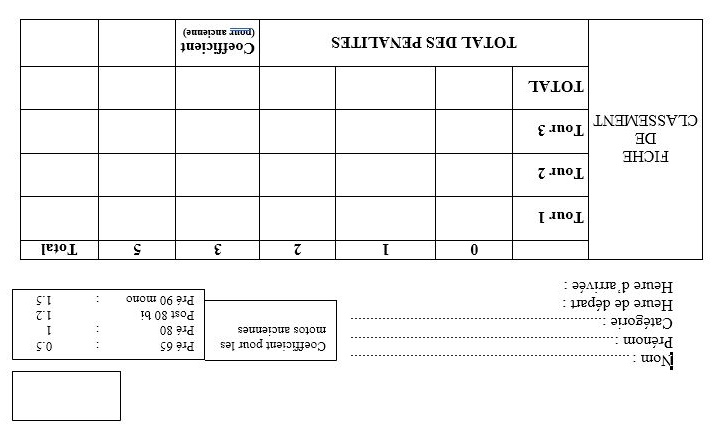 Nom :
Prénom :
Catégorie :
Heure de départ :
Heure d'arrivée :
Coefficient pour les
motos anciennes
Pré 65 : 0.5
Pré 80 : 1
Post 80 bi 1.2
Pré 90 mono : 1.5
FICHE
DE
CLASSEMENT
0 1 2 3 5 Total
Tour 1
Tour 2
Tour 3
TOTAL
TOTAL DES PENALITES
Coefficient
(pour ancienne)